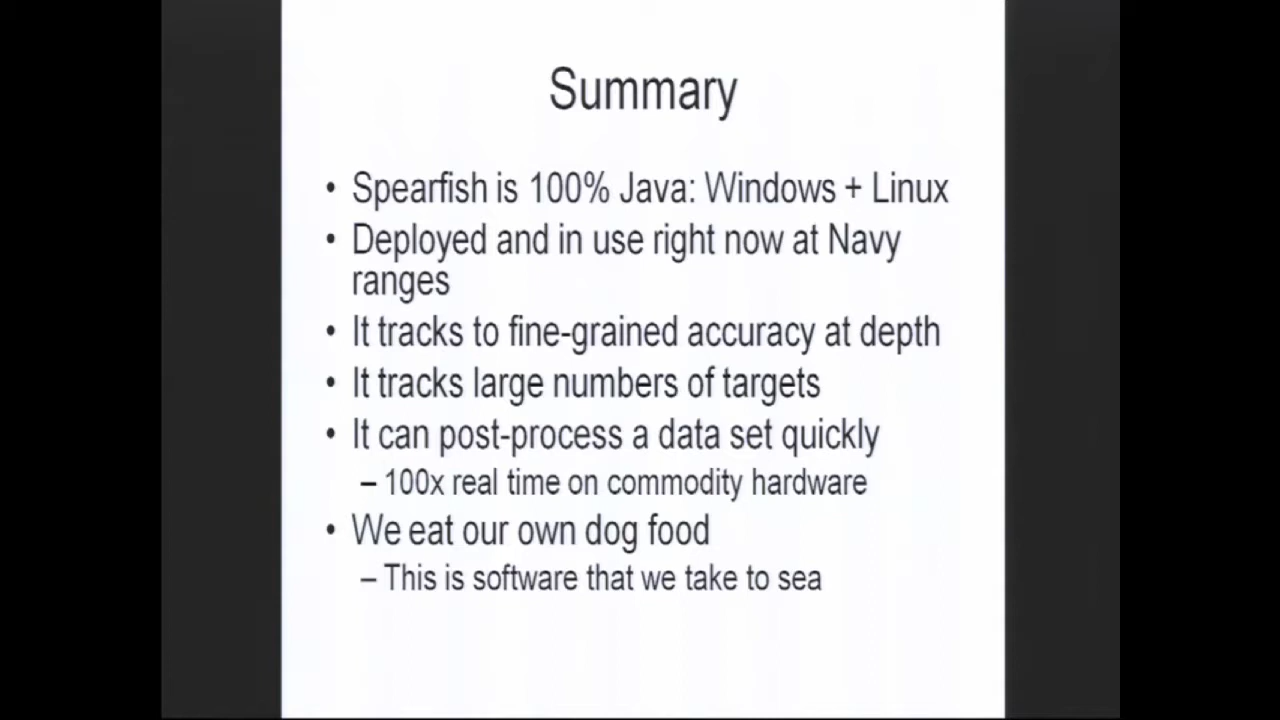 Summary
• Spearfish is 100% Java: Windows + Linux
• Deployed and in use right now at Navy
ranges
• It tracks to fine-grained accuracy at depth
• It tracks large numbers of targets
• It can post-process a data set quickly
– 100x real time on commodity hardware
• We eat our own dog food
– This is software that we take to sea